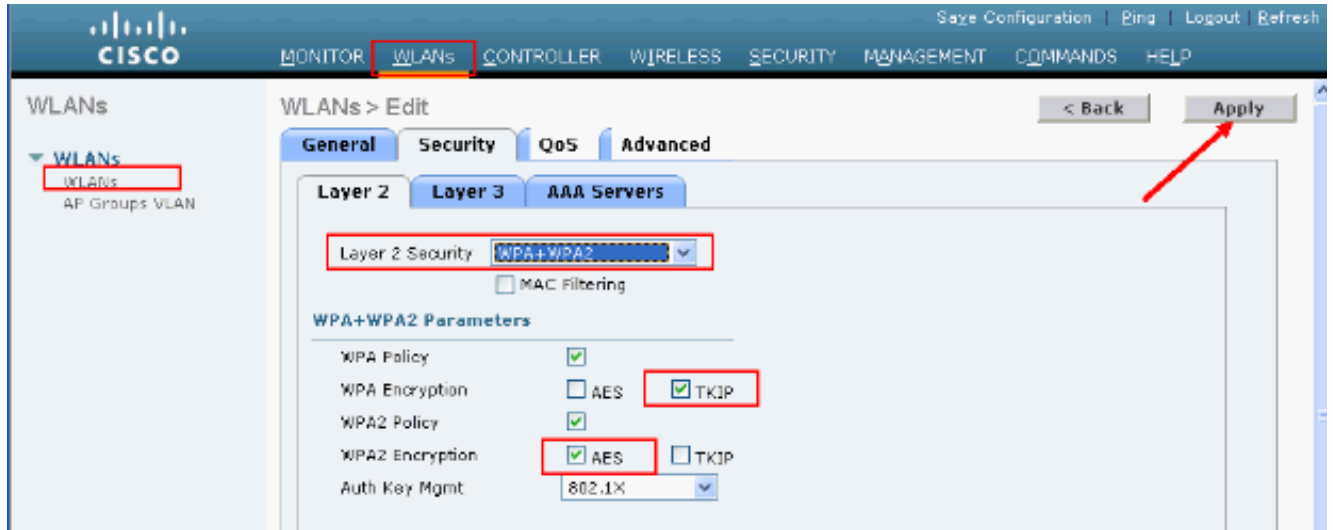 Save Configuration | Ping | Logout | Refresh
CISCO
MONITOR WLANs CONTROLLER WIRELESS SECURITY MANAGEMENT COMMANDS HELP
WLANs
WLANs > Edit
< Back
Apply
General Security QoS Advanced
WLANs
WLANs
AP Groups VLAN
Layer 2 Layer 3 AAA Servers
Layer 2 Security WPA+WPA2
MAC Filtering
WPA+WPA2 Parameters
WPA Policy
WPA Encryption AES TKIP
WPA2 Policy
WPA2 Encryption AES TKIP
Auth Key Mgmt 802.1X